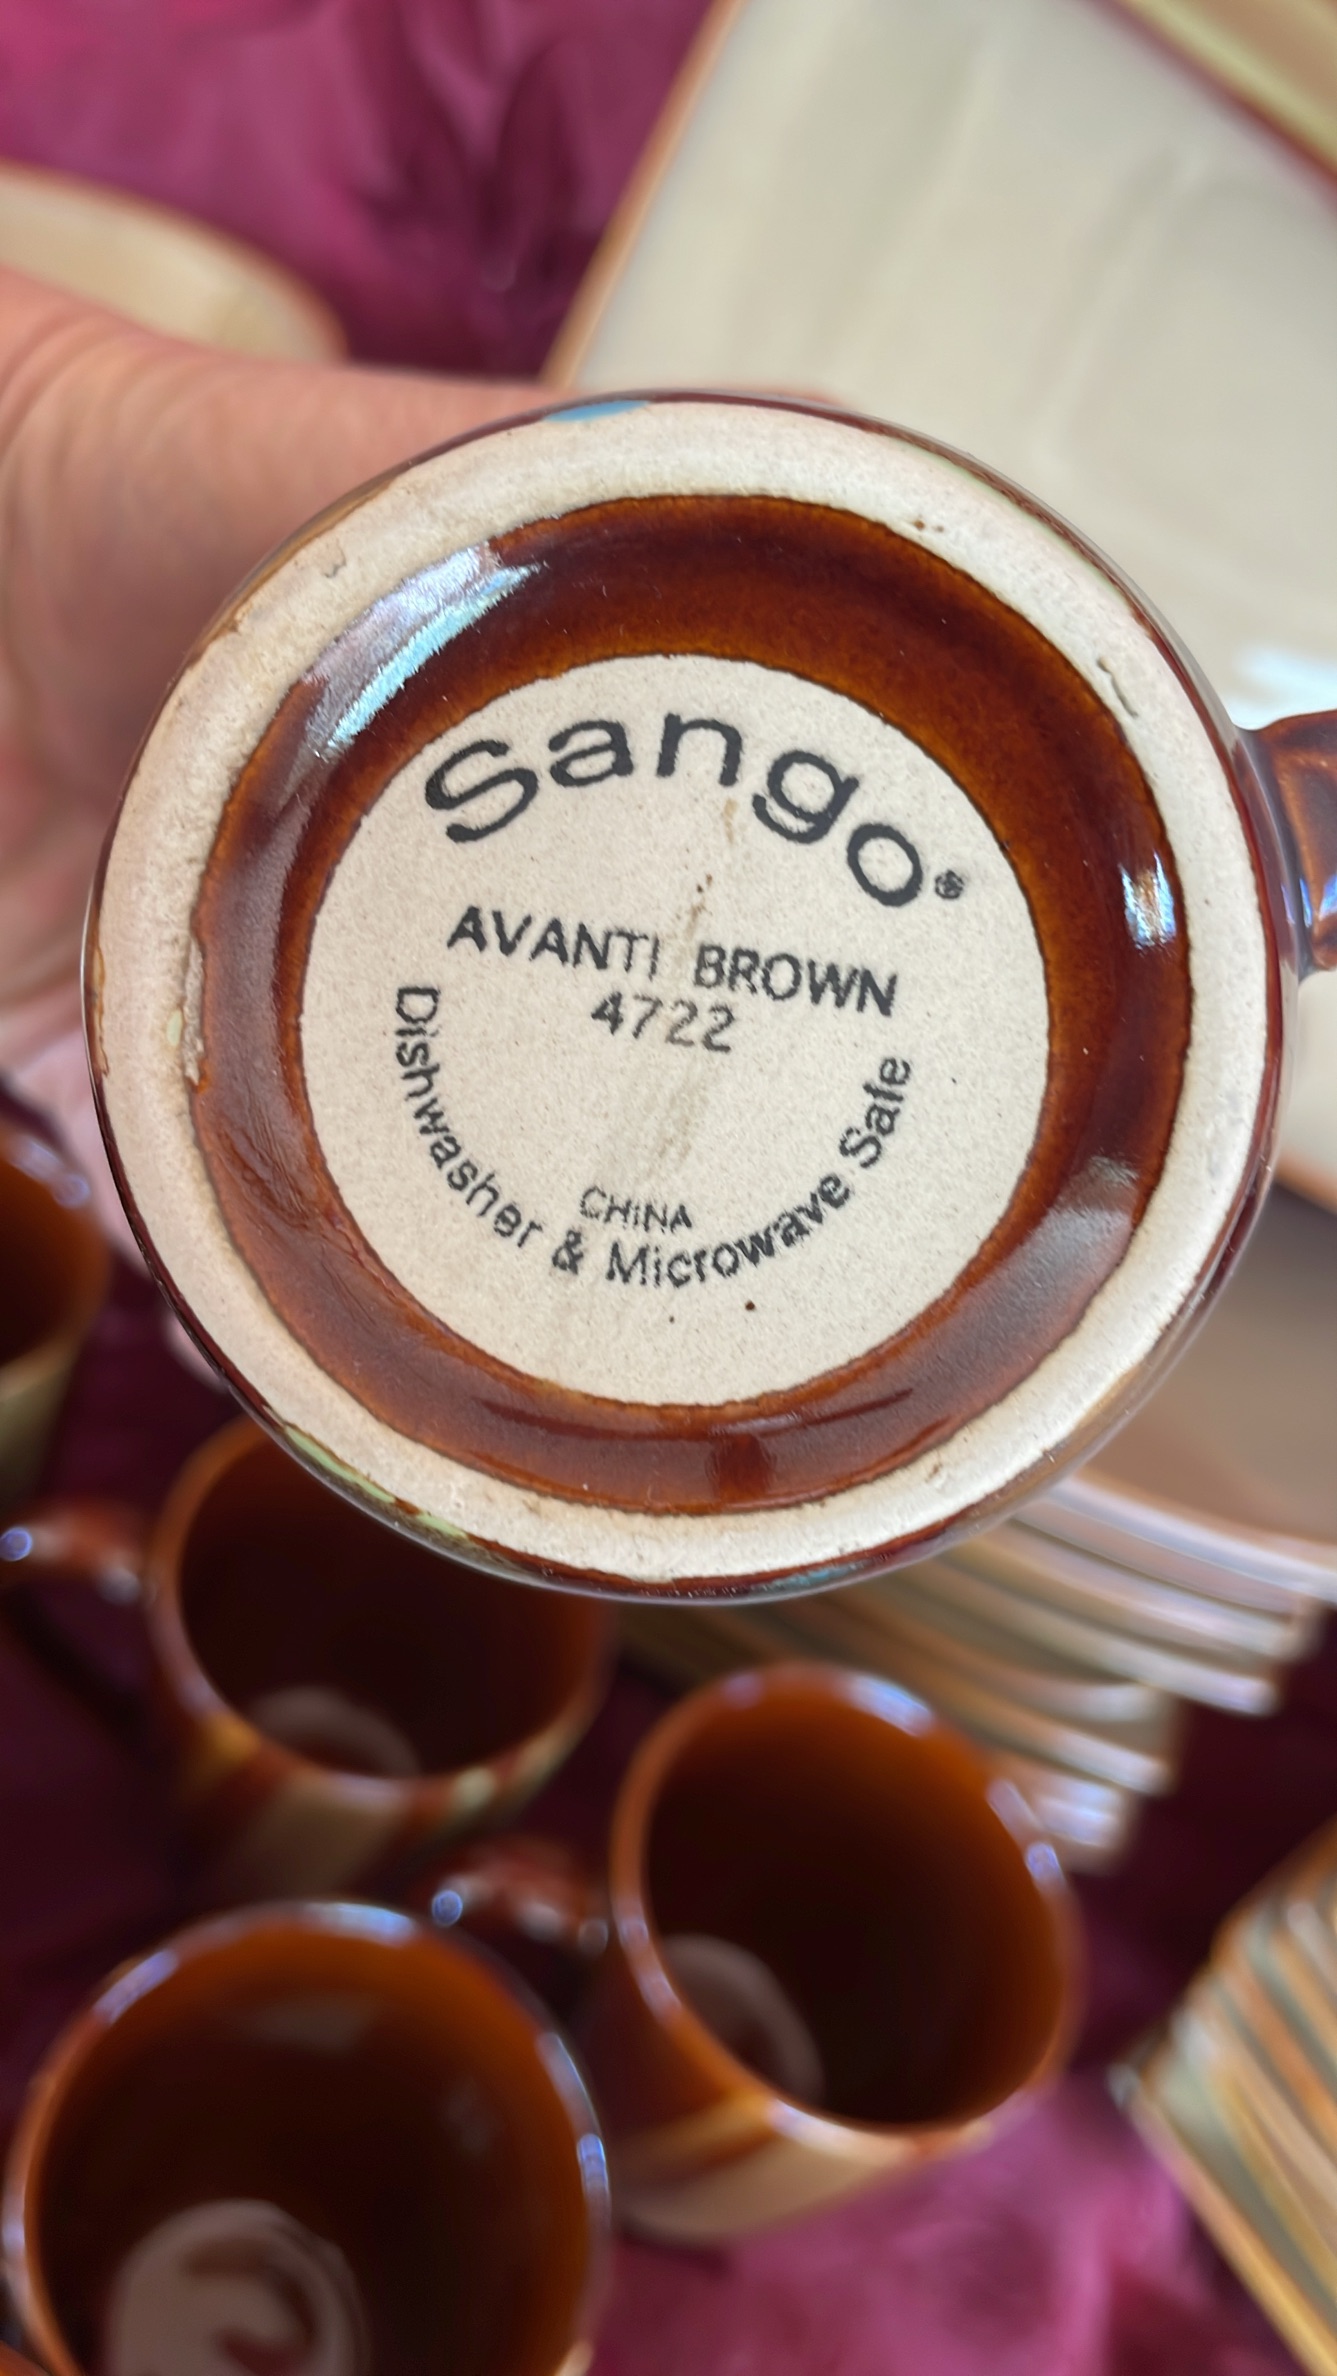 Sango®
AVANTI BROWN
4722
CHINA
Dishwasher & Microwave Safe